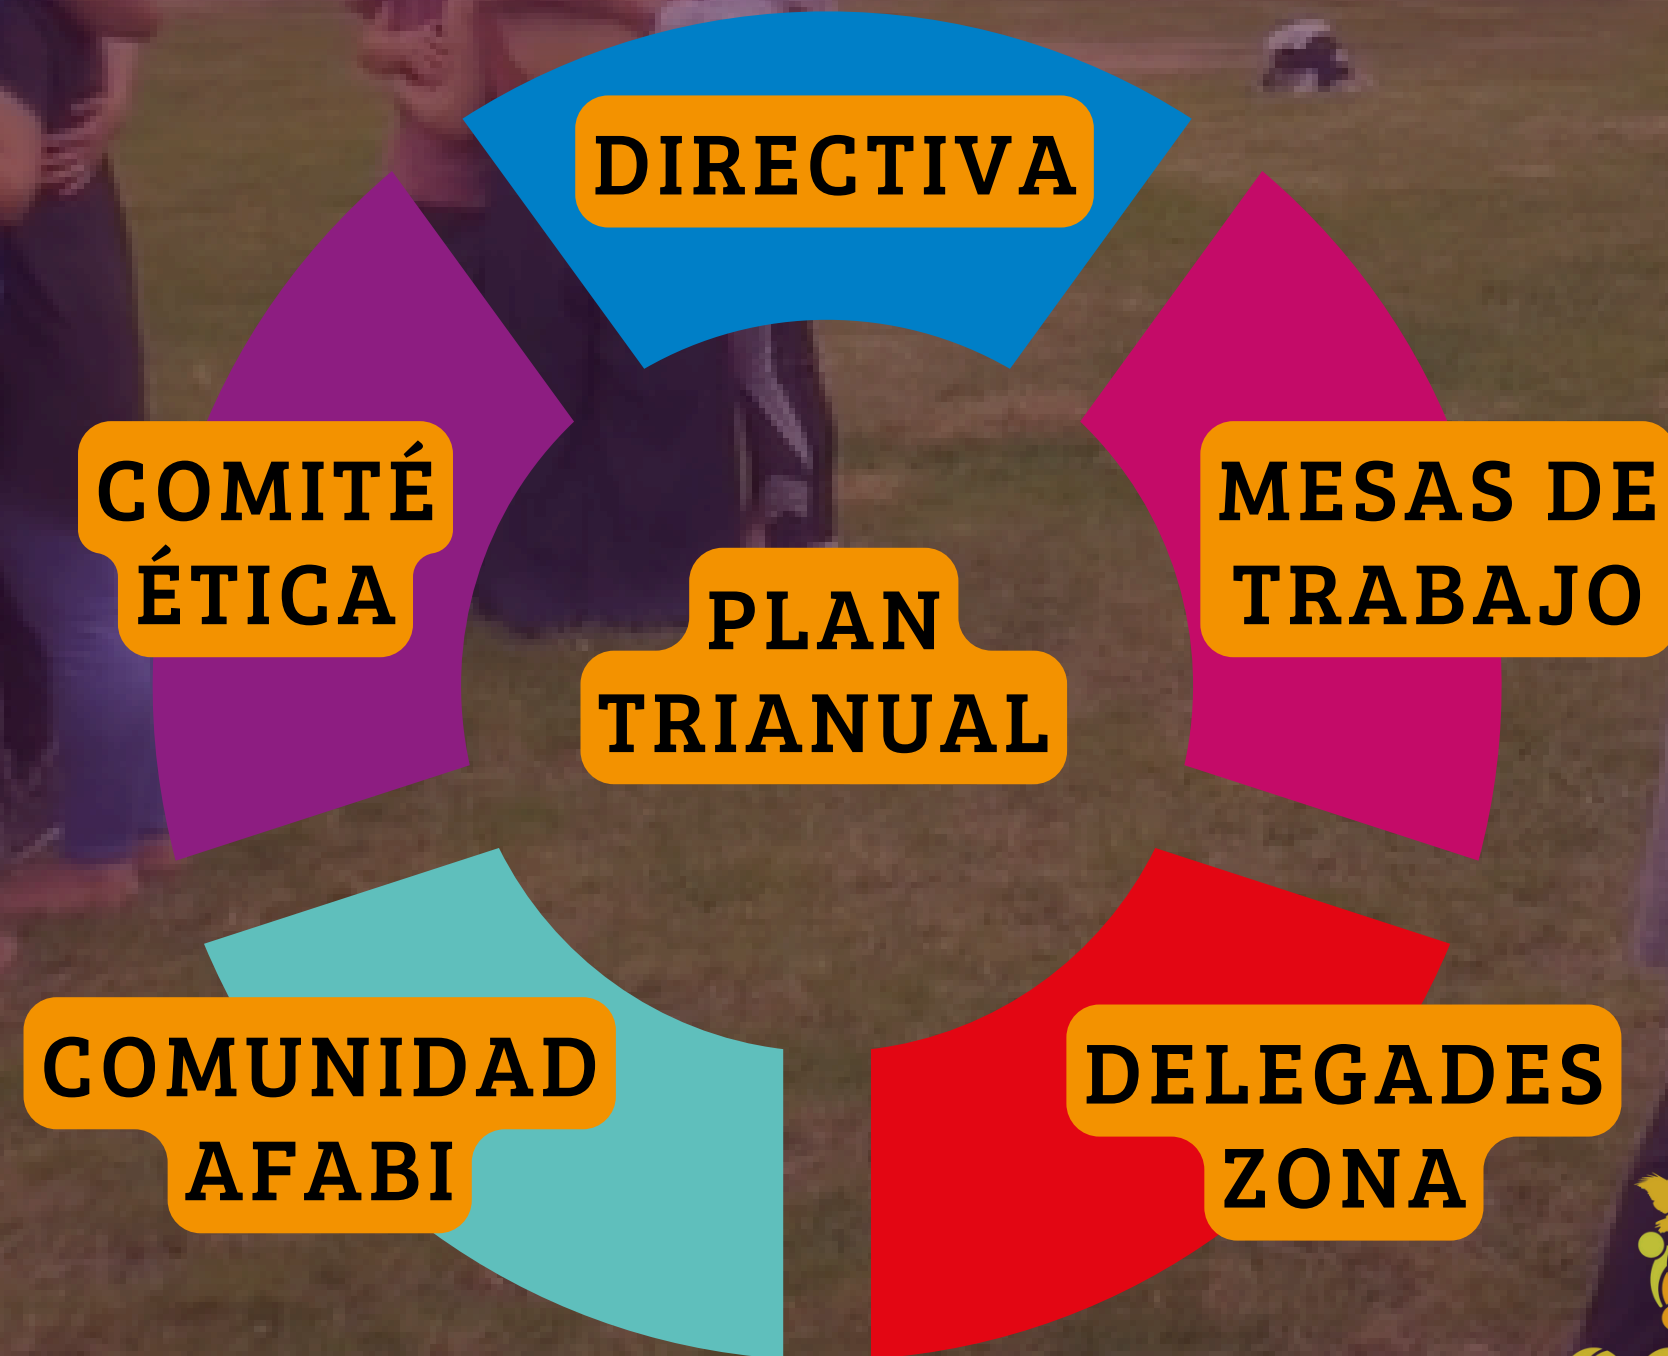 DIRECTIVA
COMITÉ
ÉTICA
MESAS DE
TRABAJO
PLAN
TRIANUAL
COMUNIDAD
AFABI
DELEGADES
ZONA